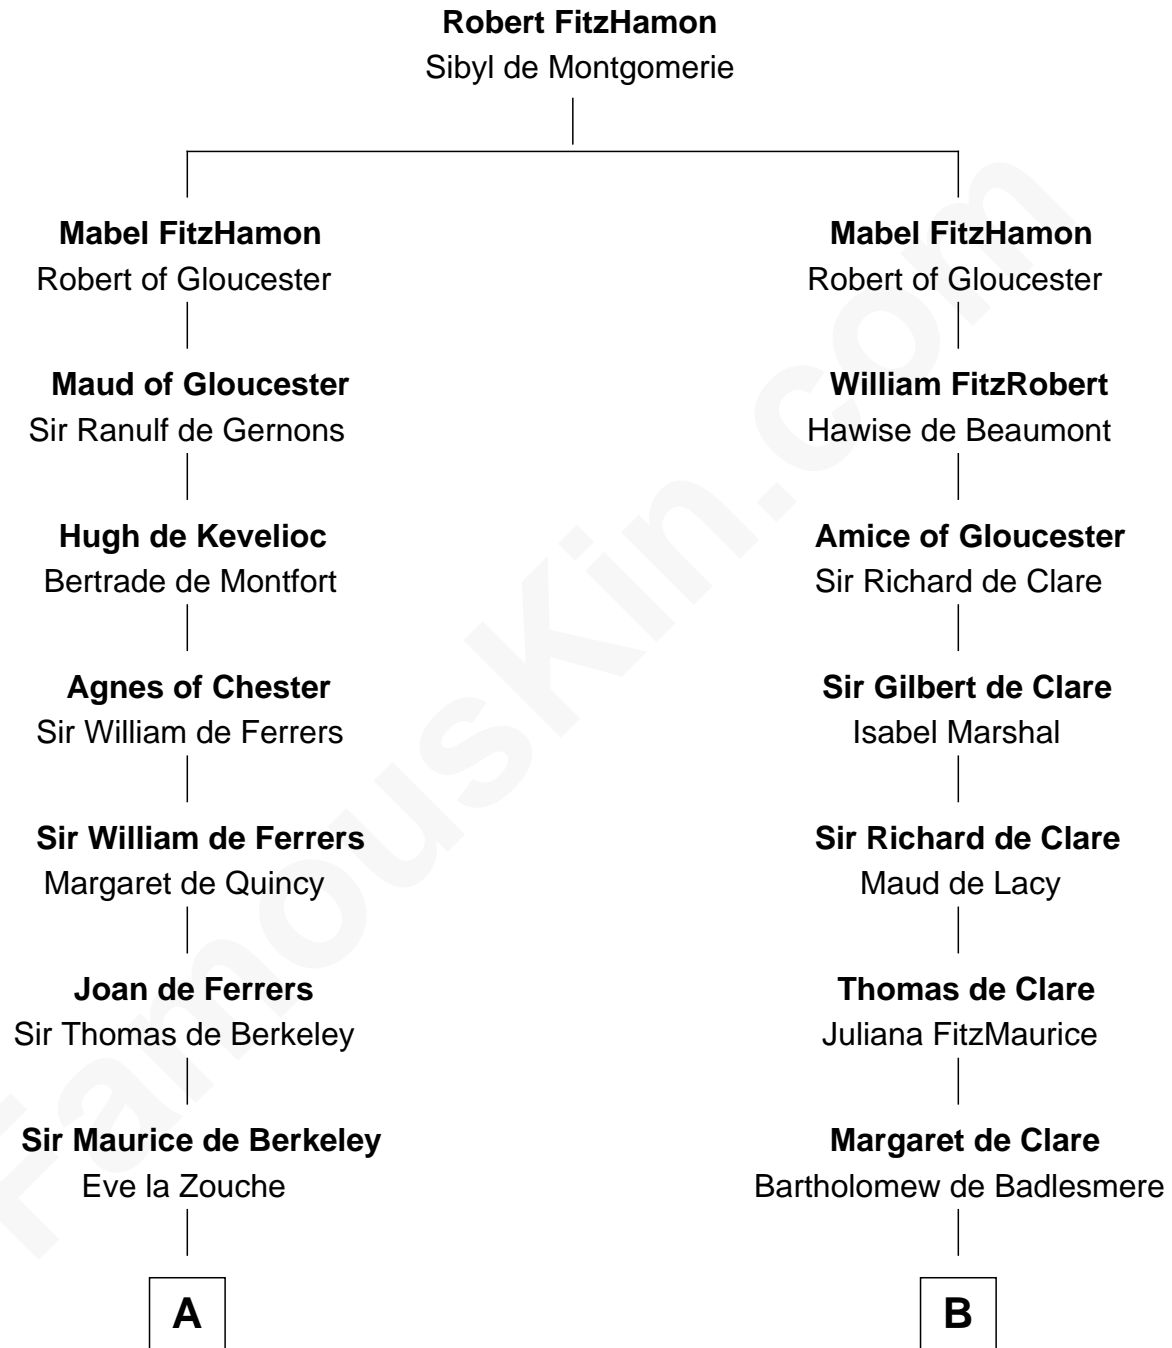 Robert FitzHamon
Sibyl de Montgomerie
Mabel FitzHamon
Robert of Gloucester
Maud of Gloucester
Sir Ranulf de Gernons
Hugh de Kevelioc
Bertrade de Montfort
Agnes of Chester
Sir William de Ferrers
Sir William de Ferrers
Margaret de Quincy
Joan de Ferrers
Sir Thomas de Berkeley
Sir Maurice de Berkeley
Eve la Zouche
A
Mabel FitzHamon
Robert of Gloucester
William FitzRobert
Hawise de Beaumont
Amice of Gloucester
Sir Richard de Clare
Sir Gilbert de Clare
Isabel Marshal
Sir Richard de Clare
Maud de Lacy
Thomas de Clare
Juliana FitzMaurice
Margaret de Clare
Bartholomew de Badlesmere
B
FamousKin.com